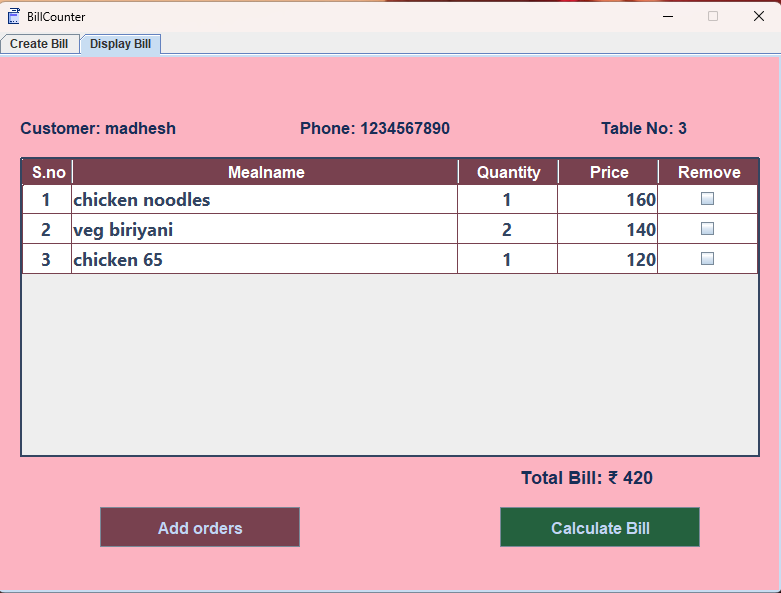 BillCounter
Create Bill Display Bill
Customer: madhesh Phone: 1234567890 Table No: 3
S.no Mealname Quantity Price Remove
1 chicken noodles 1 160
2 veg biriyani 2 140
3 chicken 65 1 120
Total Bill: ₹ 420
Add orders Calculate Bill